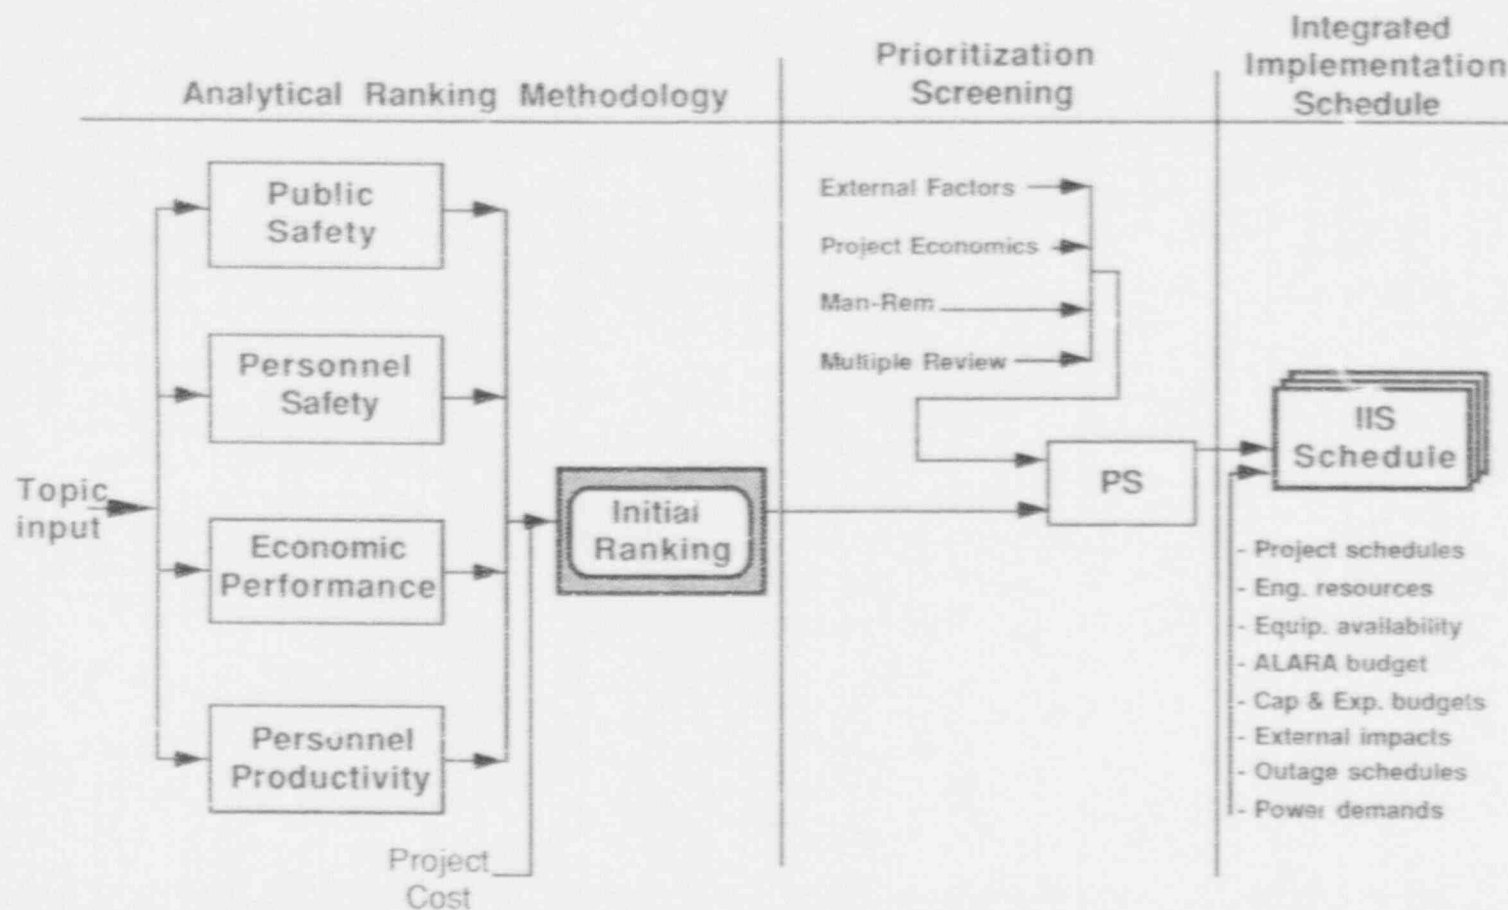 Analytical Ranking Methodology
Prioritization
Screening
Integrated
Implementation
Schedule
Topic
input
Public
Safety
Personnel
Safety
Economic
Performance
Personnel
Productivity
Project
Cost
Initial
Ranking
External Factors
Project Economics
Man-Rem
Multiple Review
PS
IIS
Schedule
- Project schedules
- Eng. resources
- Equip. availability
- ALARA budget
- Cap & Exp. budgets
- External impacts
- Outage schedules
- Power demands